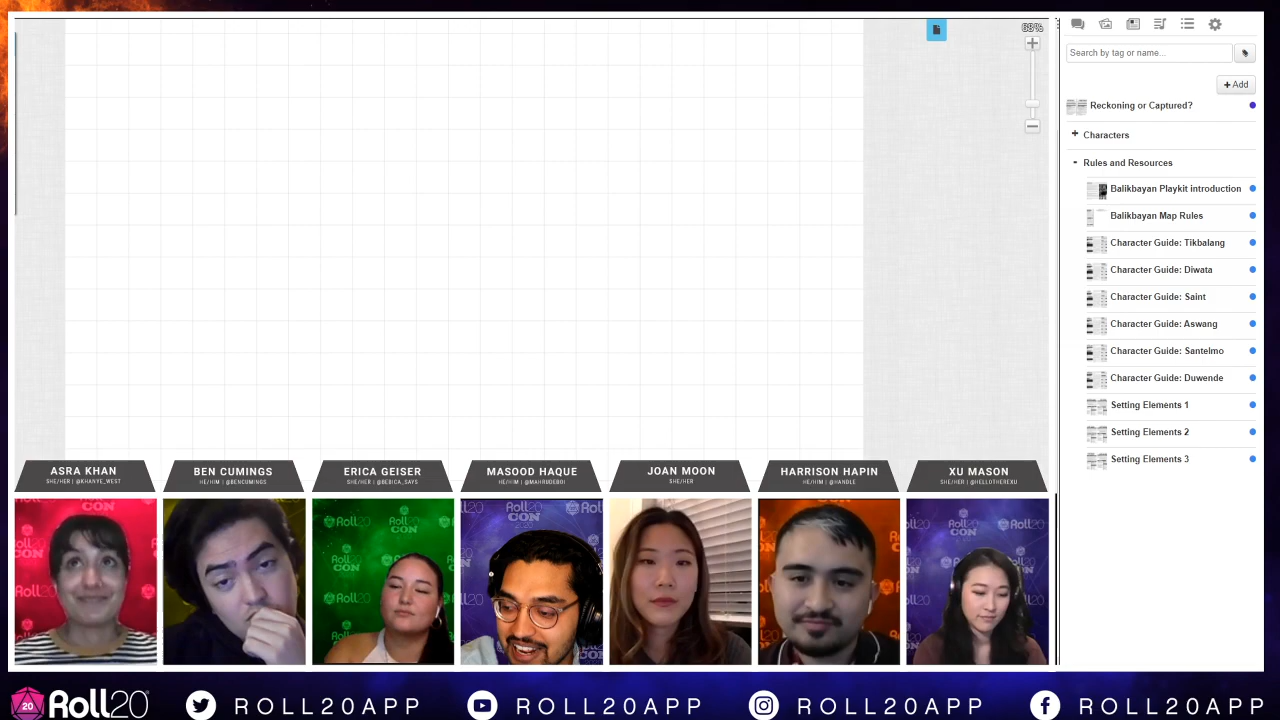 88%
Search by tag or name...
+ Add
Reckoning or Captured?
+ Characters
- Rules and Resources
Balikbayan Playkit introduction
Balikbayan Map Rules
Character Guide: Tikbalang
Character Guide: Diwata
Character Guide: Saint
Character Guide: Aswang
Character Guide: Santelmo
Character Guide: Duwende
Setting Elements 1
Setting Elements 2
Setting Elements 3
ASRA KHAN
SHE/HER | @KHANYE_WEST
BEN CUMINGS
HE/HIM | @BENCUMINGS
ERICA GEISER
SHE/HER | @BEBICA_SAYS
MASOOD HAQUE
HE/HIM | @MAHRUDEBOI
JOAN MOON
SHE/HER
HARRISON HAPIN
HE/HIM | @HANDLE
XU MASON
SHE/HER | @HELLOTHEREXU
Roll20
CON
20 Roll20
ROLL20APP
ROLL20APP
ROLL20APP
ROLL20APP